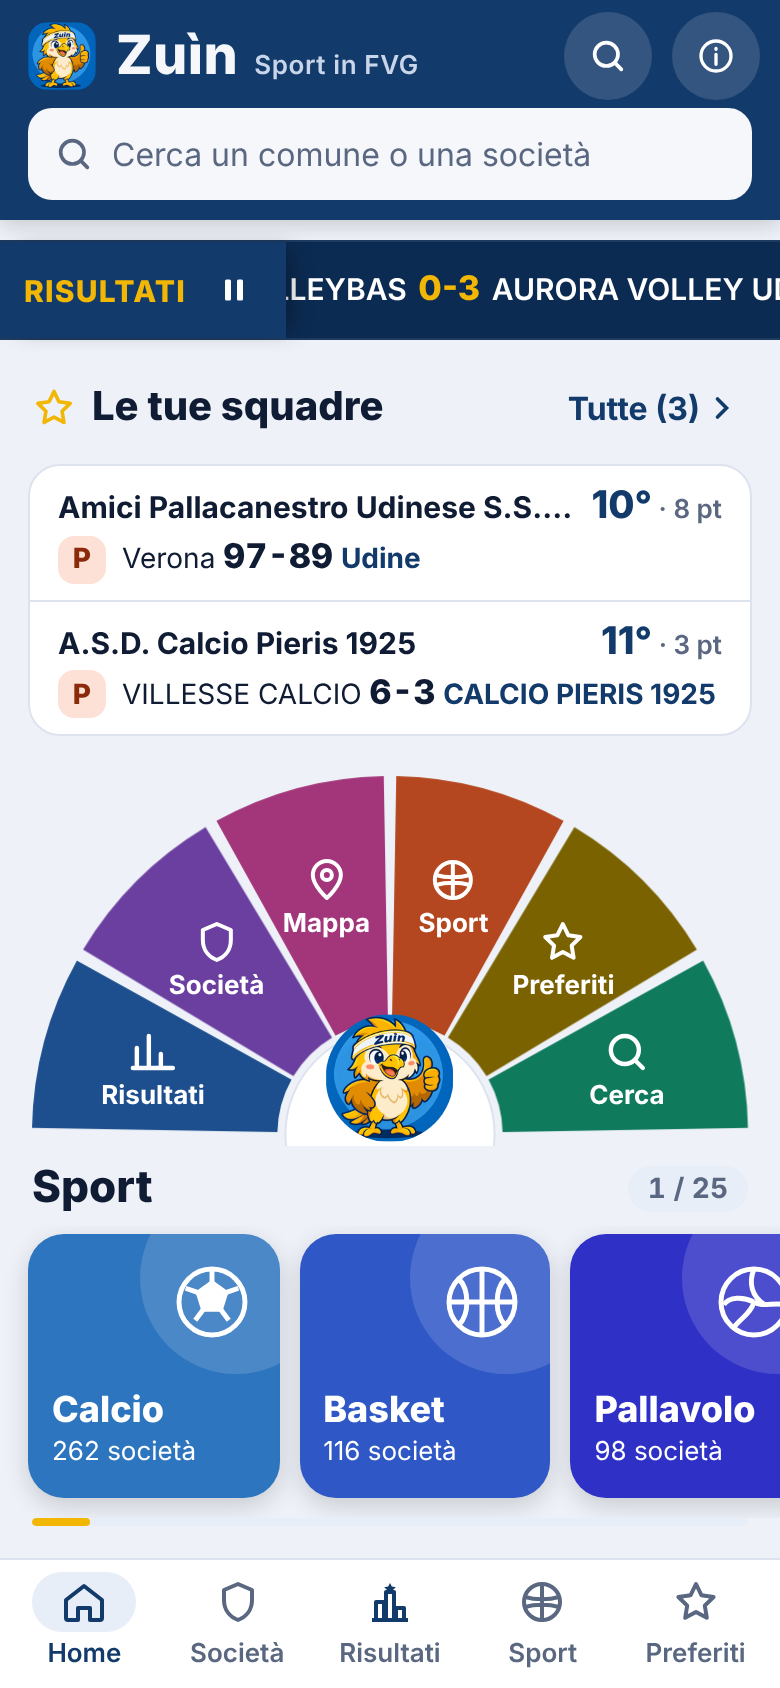 Zuìn Sport in FVG
Cerca un comune o una società
RISULTATI LLEYBAS 0-3 AURORA VOLLEY UD
Le tue squadre Tutte (3)
Amici Pallacanestro Udinese S.S.... 10° · 8 pt
P Verona 97-89 Udine
A.S.D. Calcio Pieris 1925 11° · 3 pt
P VILLESSE CALCIO 6-3 CALCIO PIERIS 1925
Mappa Sport
Società Preferiti
Zuìn
Risultati Cerca
Sport 1 / 25
Calcio Basket Pallavolo
262 società 116 società 98 società
Home Società Risultati Sport Preferiti